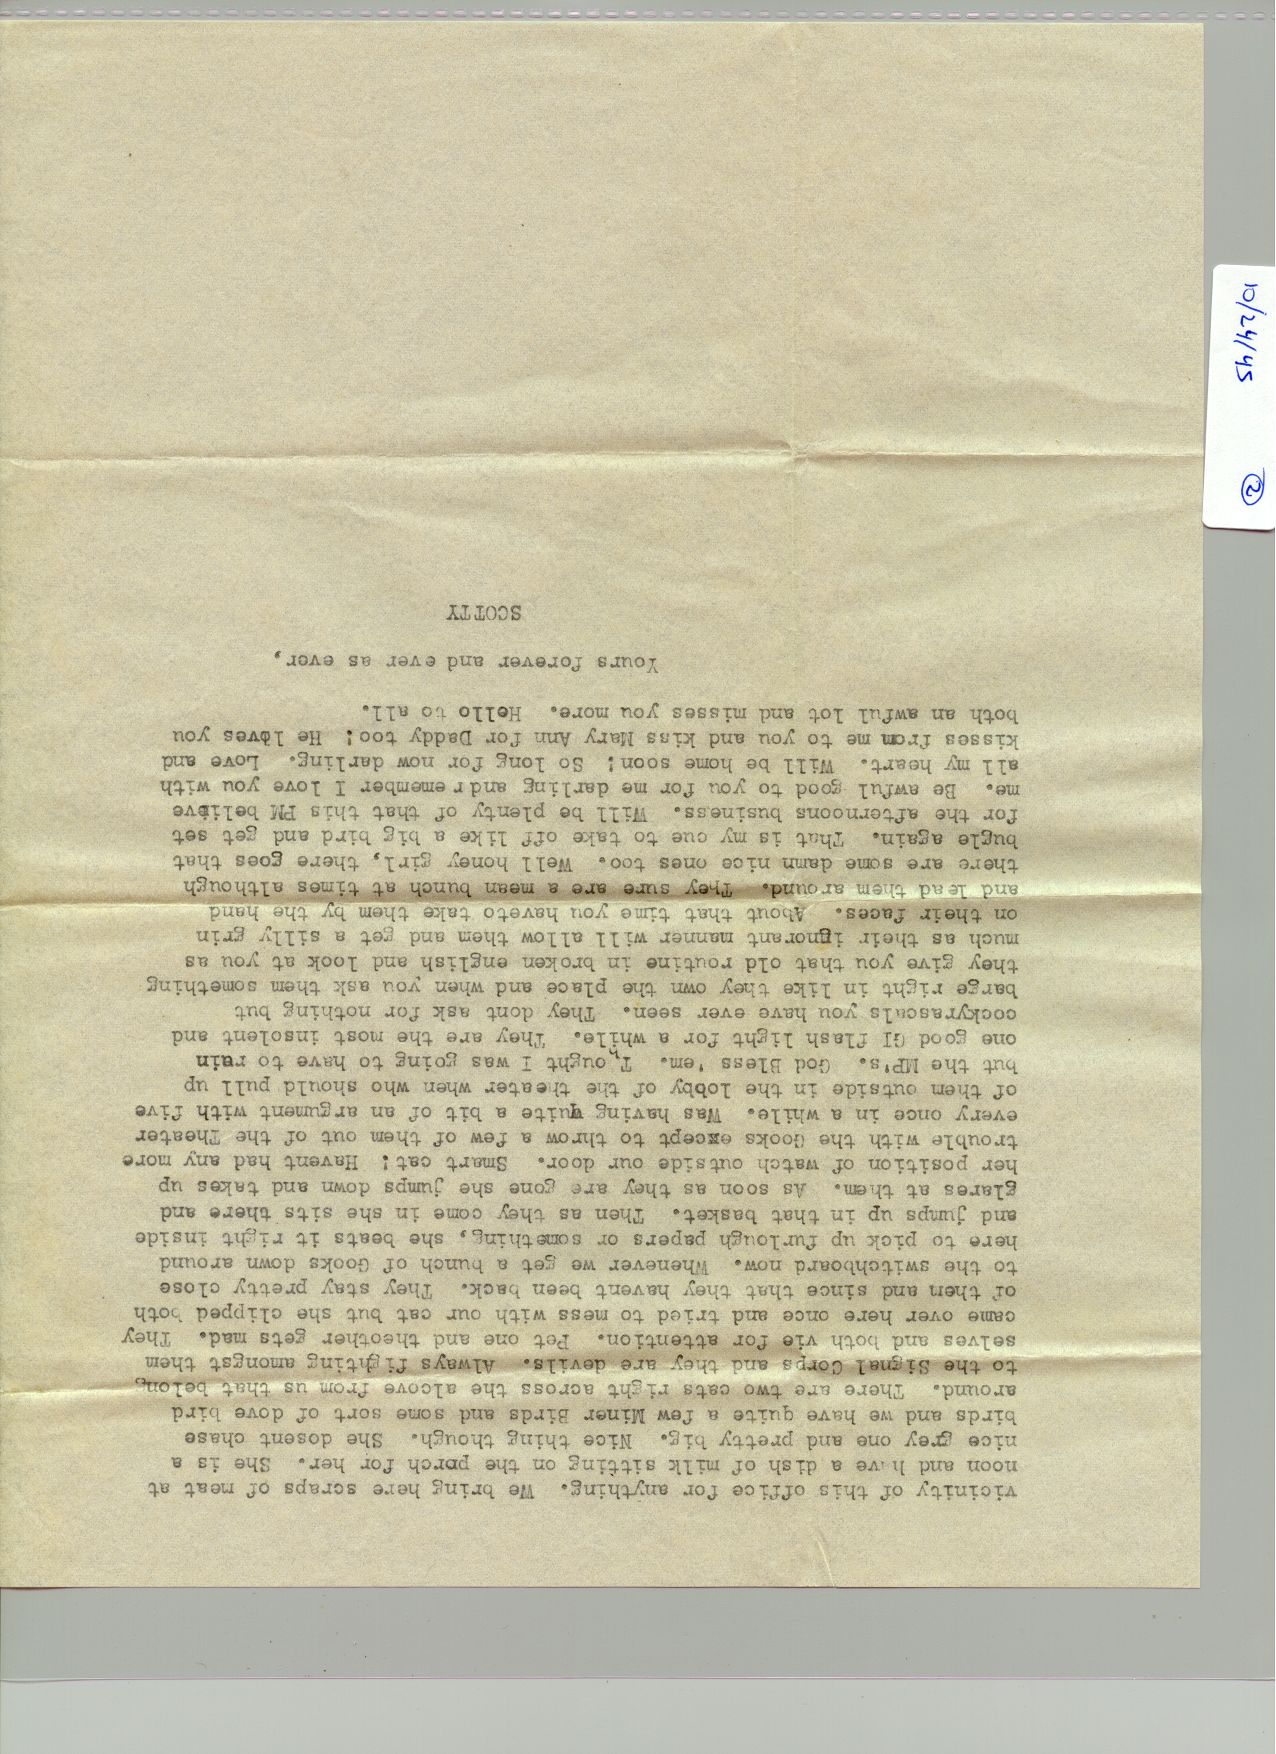 vicinity of this office for anything. We bring here scraps of meat at
noon and have a dish of milk sitting on the porch for her. She is a
nice grey one and pretty big. Nice thing though. She dosent chase
birds and we have quite a few Miner Birds and some sort of dove bird
around. There are two cats right across the alcove from us that belong
to the Signal Corps and they are devils. Always fighting amongst them
selves and both vie for attention. Pet one and theother gets mad. They
came over here once and tried to mess with our cat but she clipped both
of then and since that they havent been back. They stay pretty close
to the switchboard now. Whenever we get a bunch of Gooks down around
here to pick up furlough papers or something, she beats it right inside
and jumps up in that basket. Then as they come in she sits there and
glares at them. As soon as they are gone she jumps down and takes up
her position of watch outside our door. Smart cat! Havent had any more
trouble with the Gooks except to throw a few of them out of the Theater
every once in a while. Was having quite a bit of an argument with five
of them outside in the lobby of the theater when who should pull up
but the MP's. God Bless 'em. Thought I was going to have to ruin
one good GI flash light for a while. They are the most insolent and
cockyrascals you have ever seen. They dont ask for nothing but
barge right in like they own the place and when you ask them something
they give you that old routine in broken english and look at you as
much as their ignorant manner will allow them and get a silly grin
on their faces. About that time you haveto take them by the hand
and lead them around. They sure are a mean bunch at times although
there are some damn nice ones too. Well honey girl, there goes that
bugle again. That is my cue to take off like a big bird and get set
for the afternoons business. Will be plenty of that this PM believe
me. Be awful good to you for me darling and remember I love you with
all my heart. Will be home soon! So long for now darling. Love and
kisses from me to you and kiss Mary Ann for Daddy too! He loves you
both an awful lot and misses you more. Hello to all.
Yours forever and ever as ever,
SCOTTY
10/24/45
2